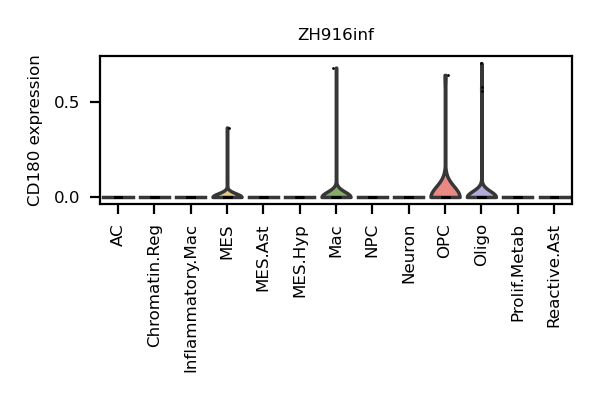 ZH916inf
CD180 expression
0.5
0.0
AC
Chromatin.Reg
Inflammatory.Mac
MES
MES.Ast
MES.Hyp
Mac
NPC
Neuron
OPC
Oligo
Prolif.Metab
Reactive.Ast